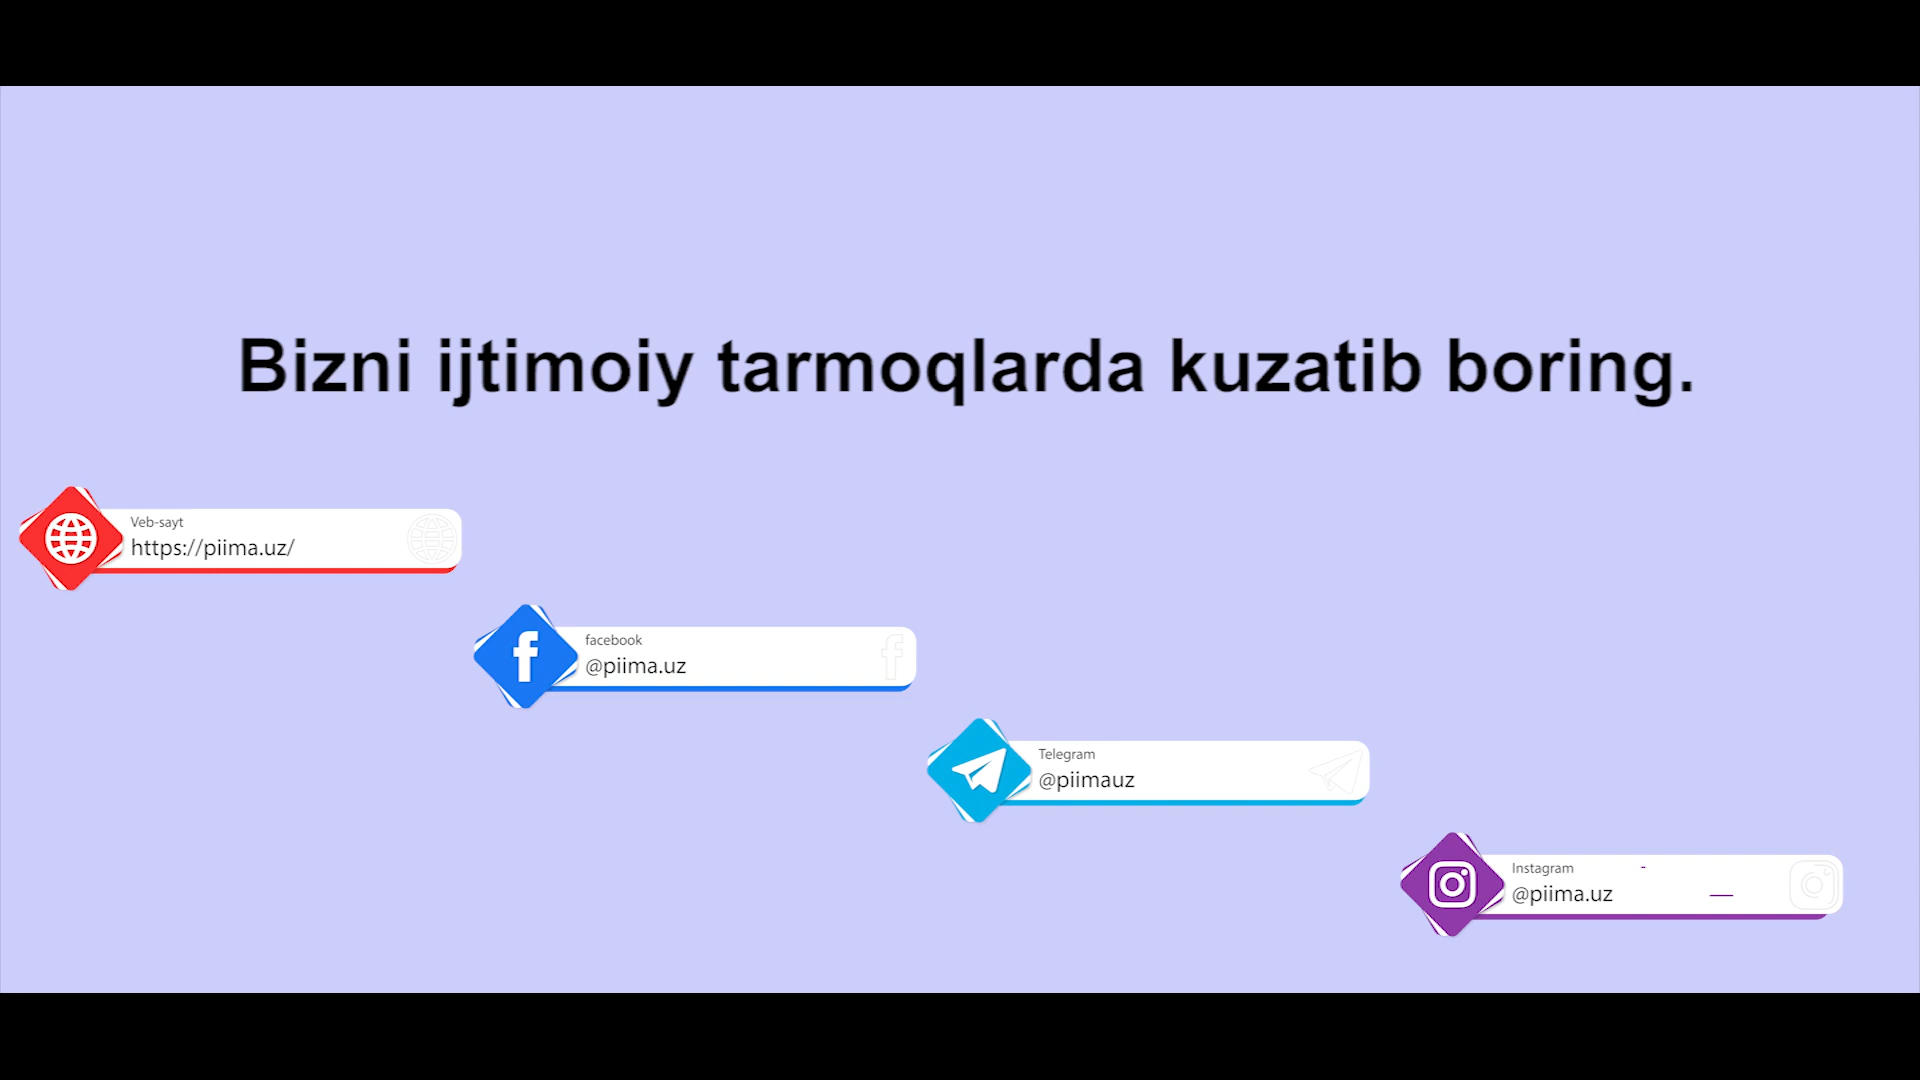 Bizni ijtimoiy tarmoqlarda kuzatib boring.
Veb-sayt
https://piima.uz/
facebook
@piima.uz
Telegram
@piimauz
Instagram
@piima.uz